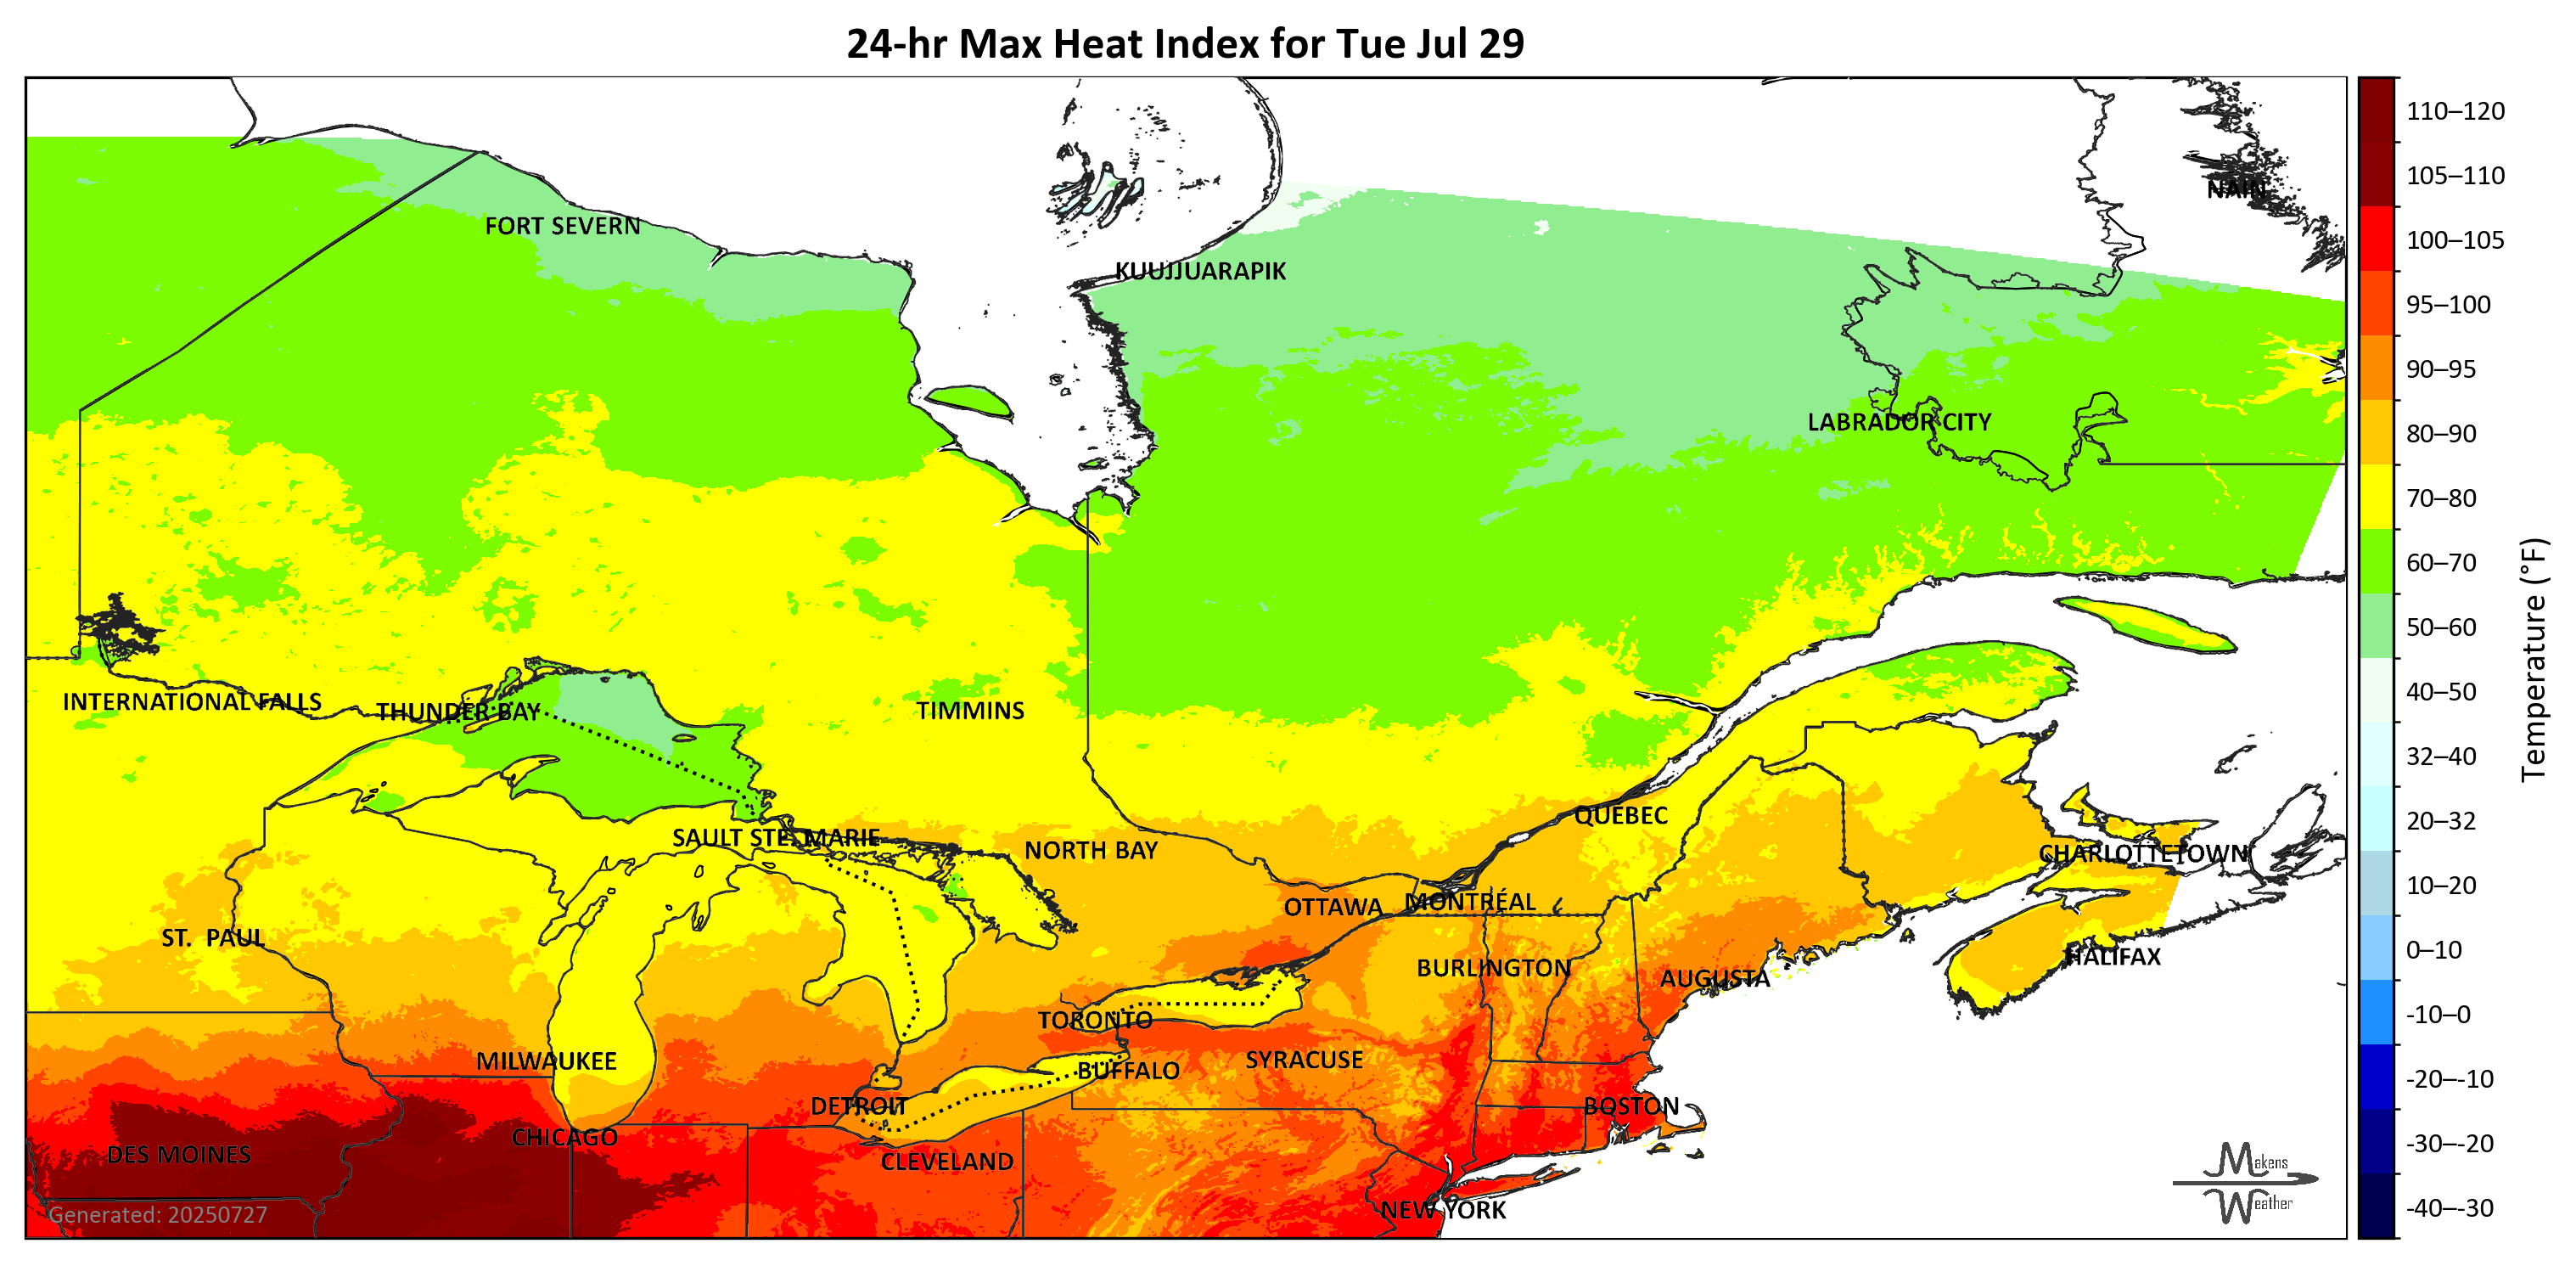 24-hr Max Heat Index for Tue Jul 29
110–120
105–110
100–105
95–100
90–95
80–90
70–80
60–70
50–60
40–50
32–40
20–32
10–20
0–10
-10–0
-20–-10
-30–-20
-40–-30
Temperature (°F)
NAIN
FORT SEVERN
KUUJJUARAPIK
LABRADOR CITY
INTERNATIONAL FALLS
THUNDER BAY
TIMMINS
QUEBEC
SAULT STE. MARIE
NORTH BAY
CHARLOTTETOWN
OTTAWA
MONTRÉAL
ST. PAUL
HALIFAX
BURLINGTON
AUGUSTA
TORONTO
MILWAUKEE
BUFFALO
SYRACUSE
DETROIT
BOSTON
CHICAGO
DES MOINES
CLEVELAND
NEW YORK
Makens
Weather
Generated: 20250727